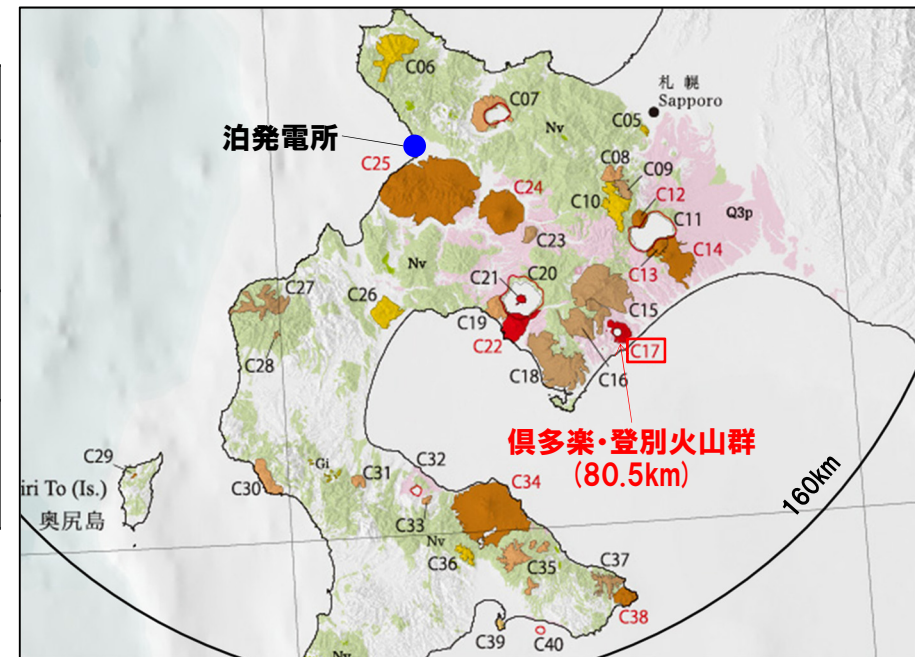 C06
C07
札幌
Sapporo
Nv
C05
泊発電所
C25
C24
C08
C09
C10
C12
C11
Q3p
C23
C14
C13
Nv
C21
C20
C27
C26
C15
C19
C22
C17
C28
C18
C16
倶多楽・登別火山群
(80.5km)
C29
Gi
C31
C32
C34
160km
iri To (Is.)
C30
奥尻島
C33
Nv
C36
C35
C37
C38
C39
C40
Nv